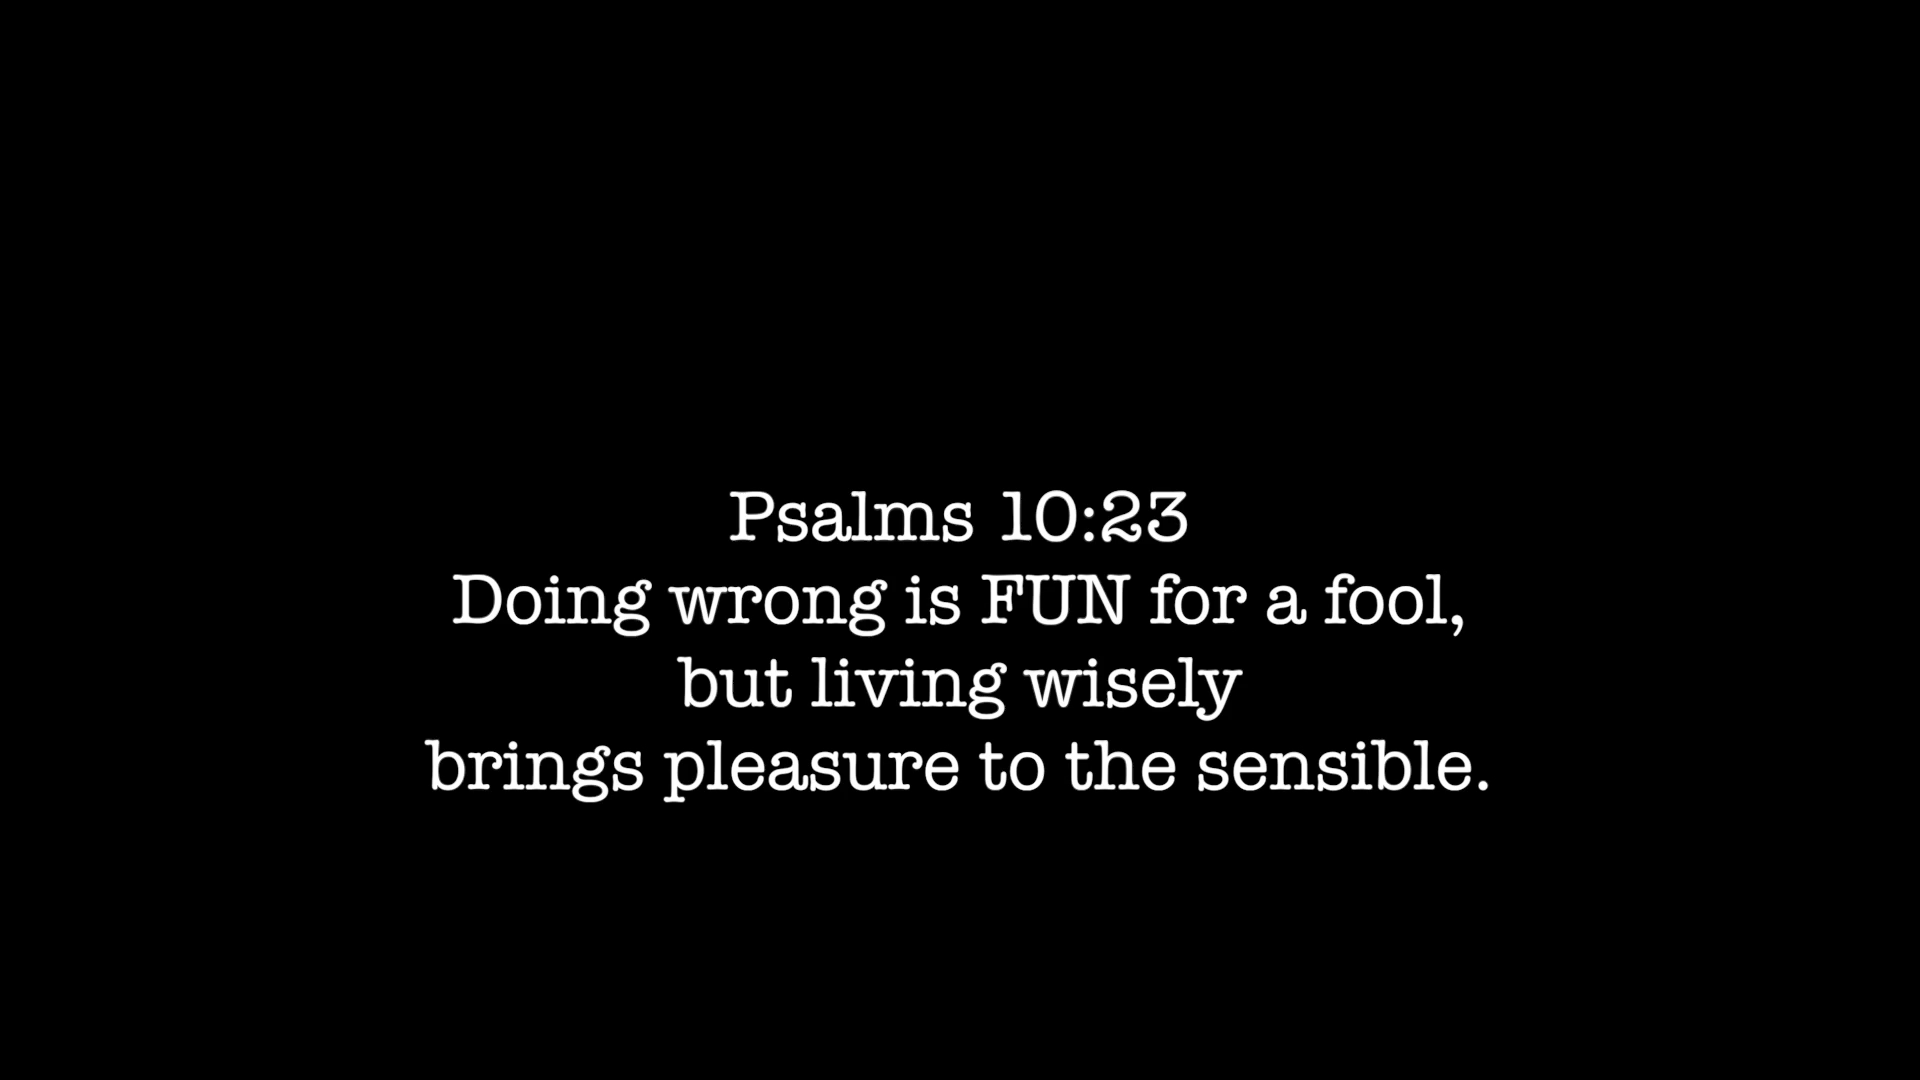 Psalms 10:23
Doing wrong is FUN for a fool,
but living wisely
brings pleasure to the sensible.